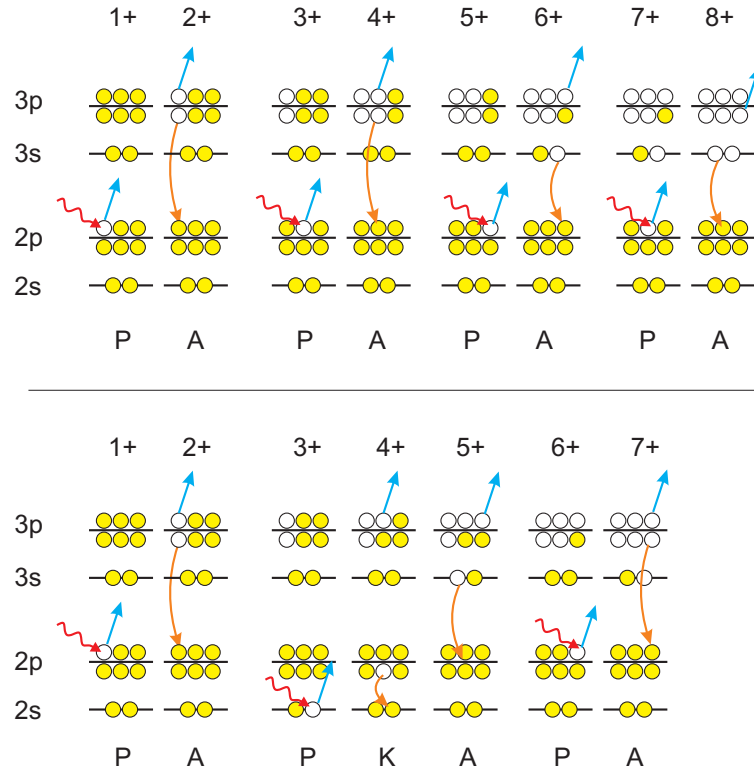 1+ 2+ 3+ 4+ 5+ 6+ 7+ 8+
3p
3s
2p
2s
P A P A P A P A
1+ 2+ 3+ 4+ 5+ 6+ 7+
3p
3s
2p
2s
P A P K A P A